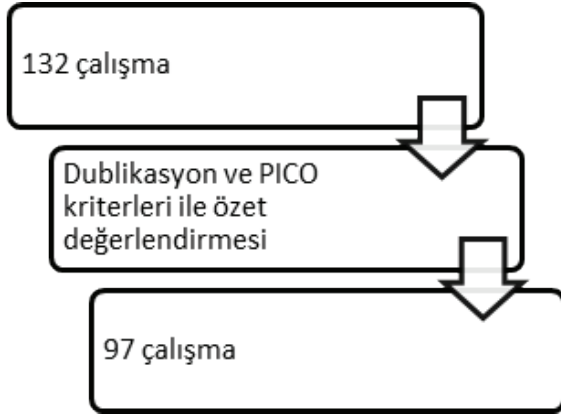 132 çalışma
Dublikasyon ve PICO
kriterleri ile özet
değerlendirmesi
97 çalışma